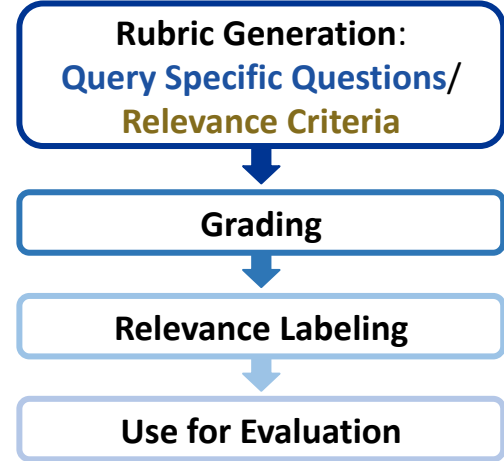 Rubric Generation:
Query Specific Questions/
Relevance Criteria
Grading
Relevance Labeling
Use for Evaluation